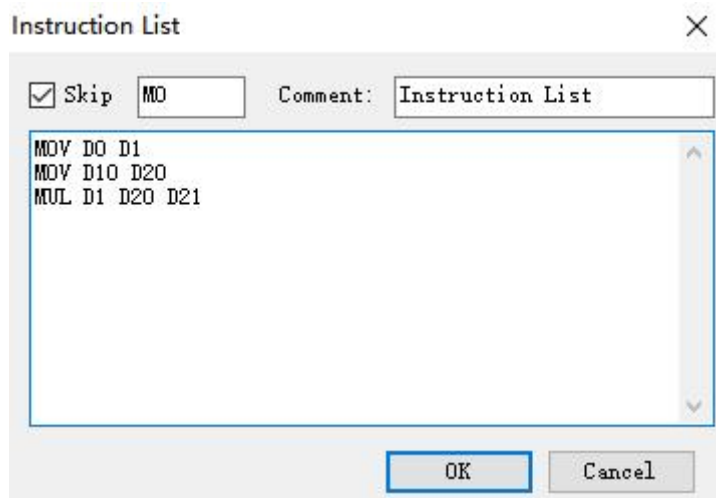 Instruction List
Skip M0 Comment: Instruction List
MOV D0 D1
MOV D10 D20
MUL D1 D20 D21
OK Cancel